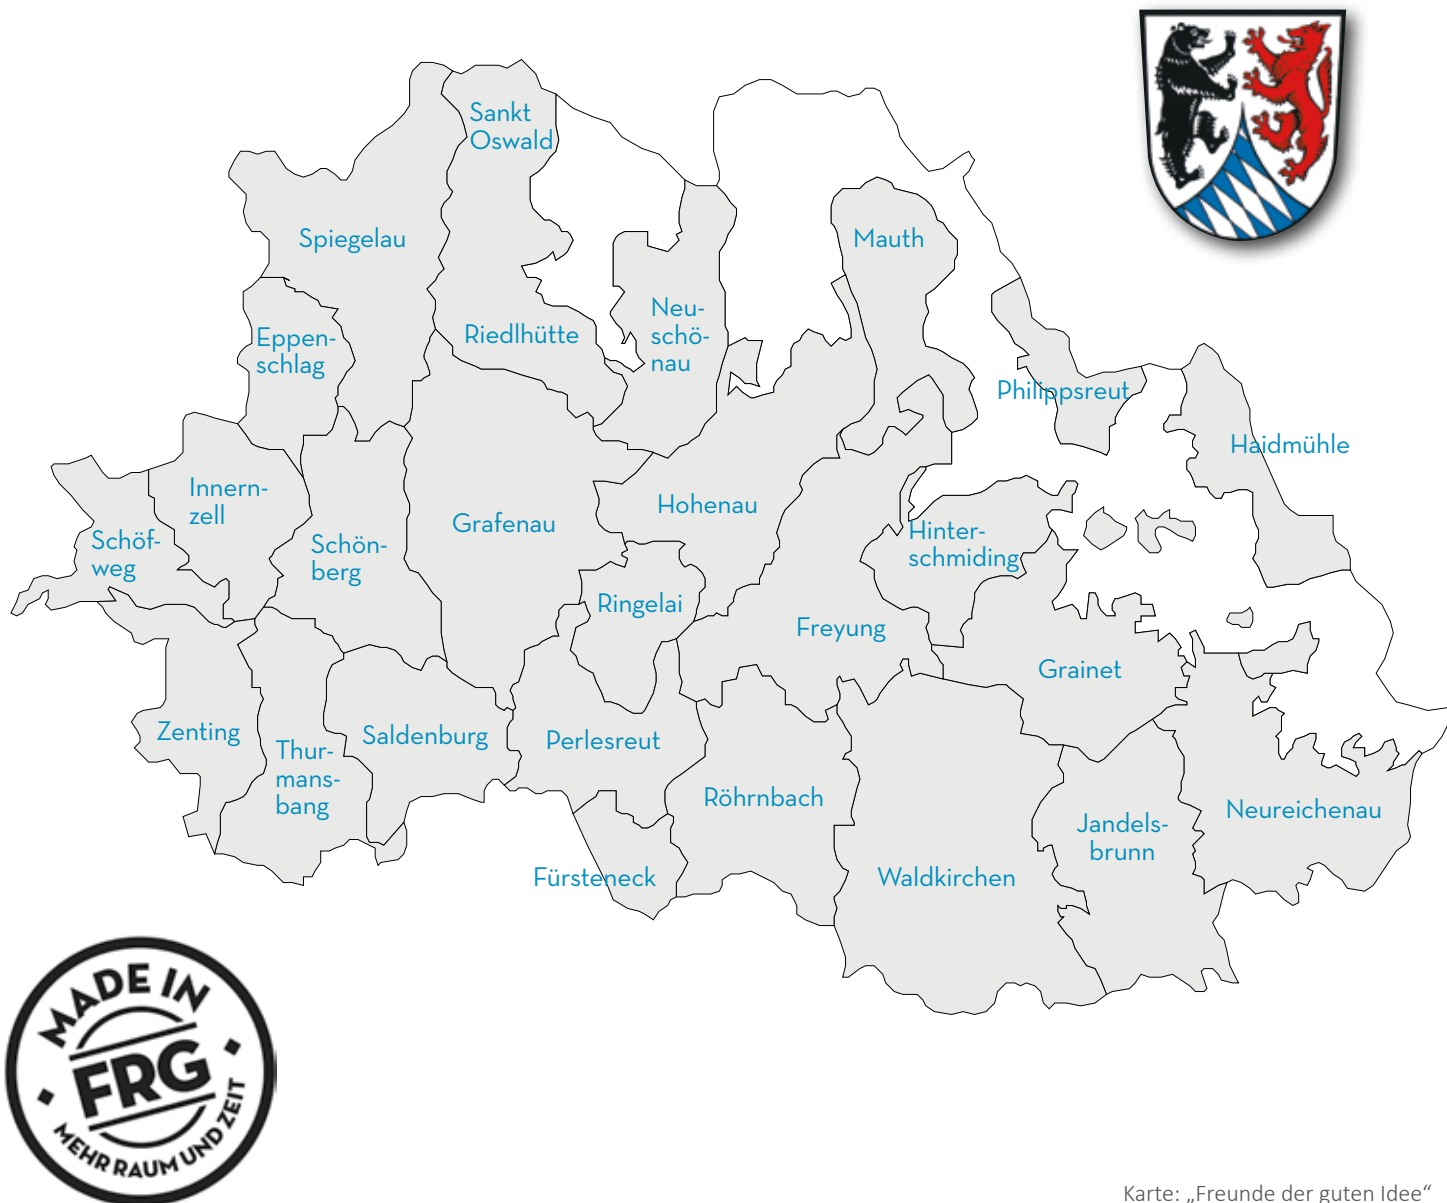 Sankt
Oswald
Spiegelau
Mauth
Neu-
schö-
nau
Riedlhütte
Eppen-
schlag
Philippsreut
Haidmühle
Innern-
zell
Hohenau
Grafenau
Hinter-
schmiding
Schöf-
weg
Schön-
berg
Ringelai
Freyung
Grainet
Zenting
Saldenburg
Perlesreut
Thur-
mans-
bang
Röhrnbach
Neureichenau
Jandels-
brunn
Fürsteneck
Waldkirchen
MADE IN
FRG
MEHR RAUM UND ZEIT
Karte: „Freunde der guten Idee“